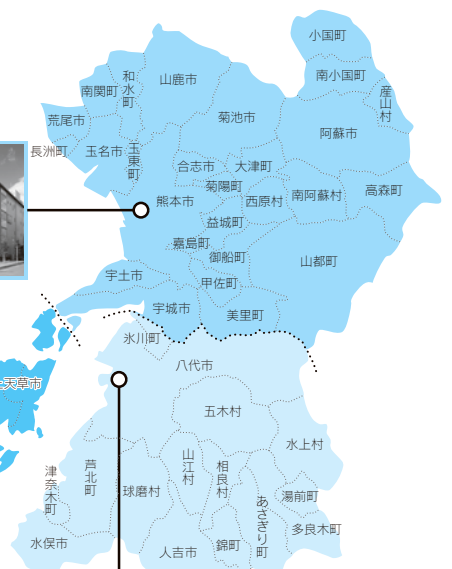 小国町
南小国町
産山村
和水町
山鹿市
南関町
菊池市
荒尾市
阿蘇市
長洲町
玉名市
玉東町
合志市
大津町
菊陽町
熊本市
西原村
南阿蘇村
高森町
益城町
嘉島町
御船町
山都町
宇土市
甲佐町
宇城市
美里町
氷川町
八代市
上天草市
五木村
水上村
山江村
相良村
芦北町
津奈木町
球磨村
湯前町
あさぎり町
多良木町
水俣市
人吉市
錦町